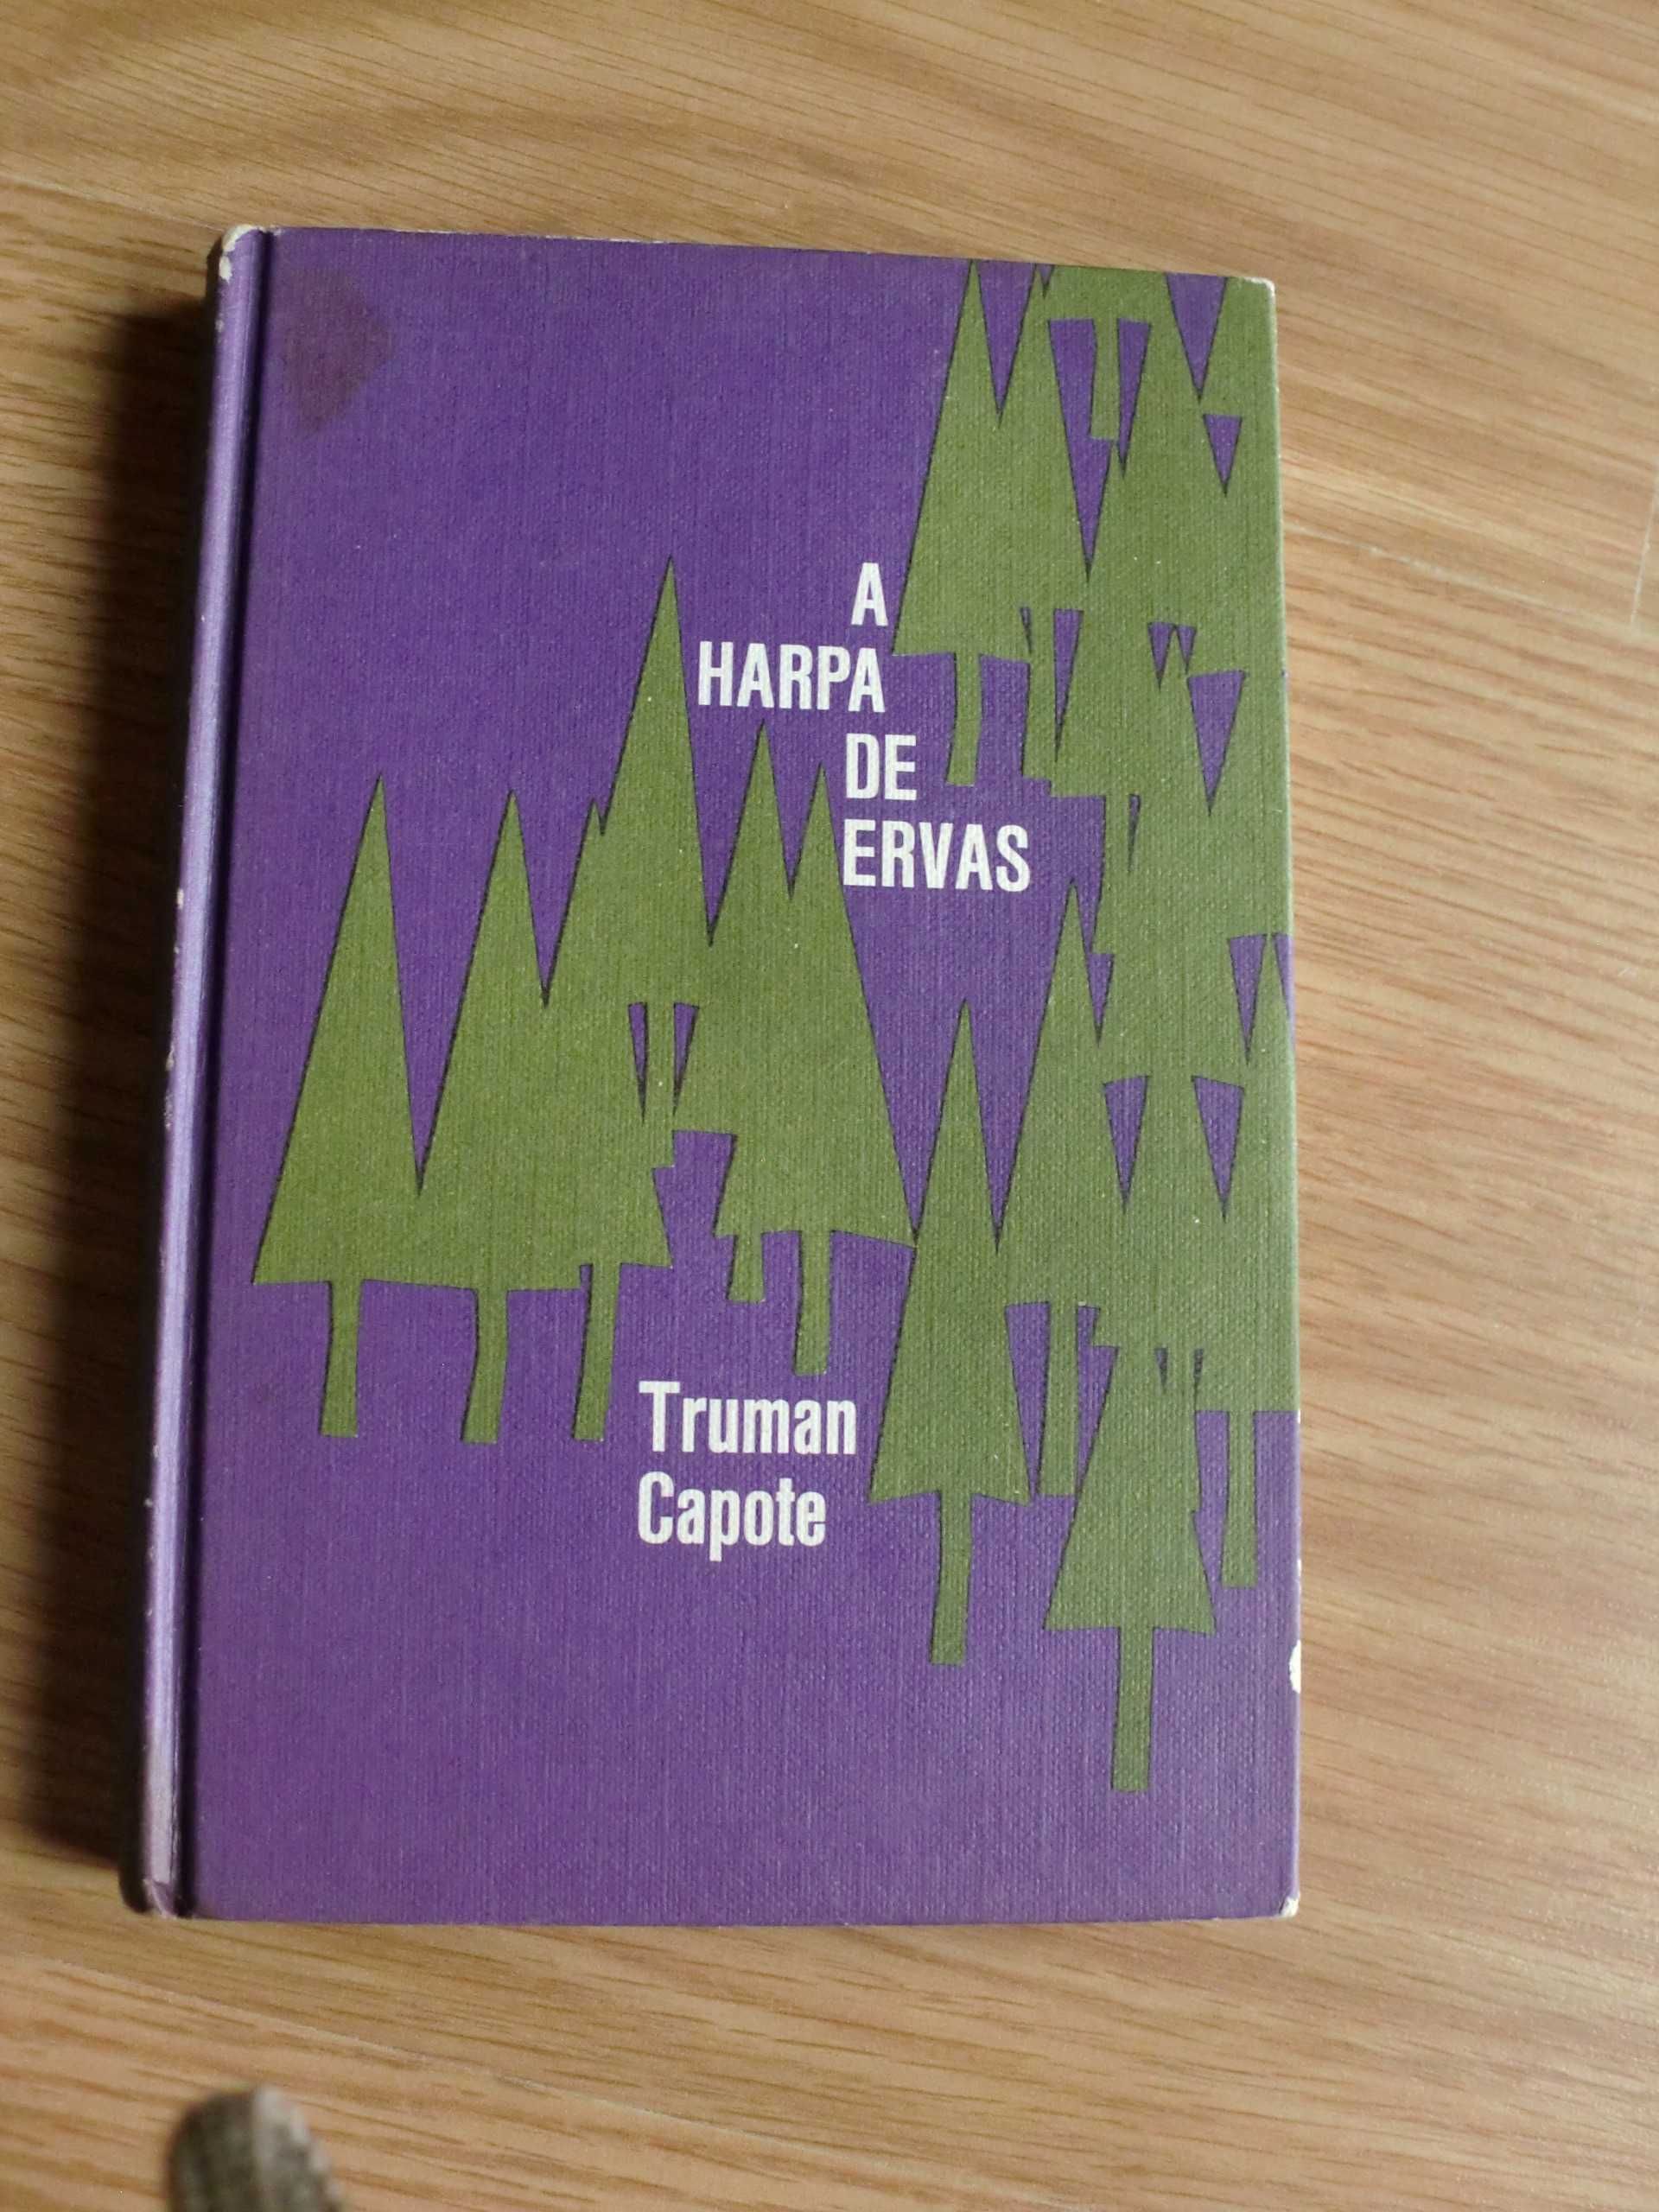 A
HARPA
DE
ERVAS
Truman
Capote